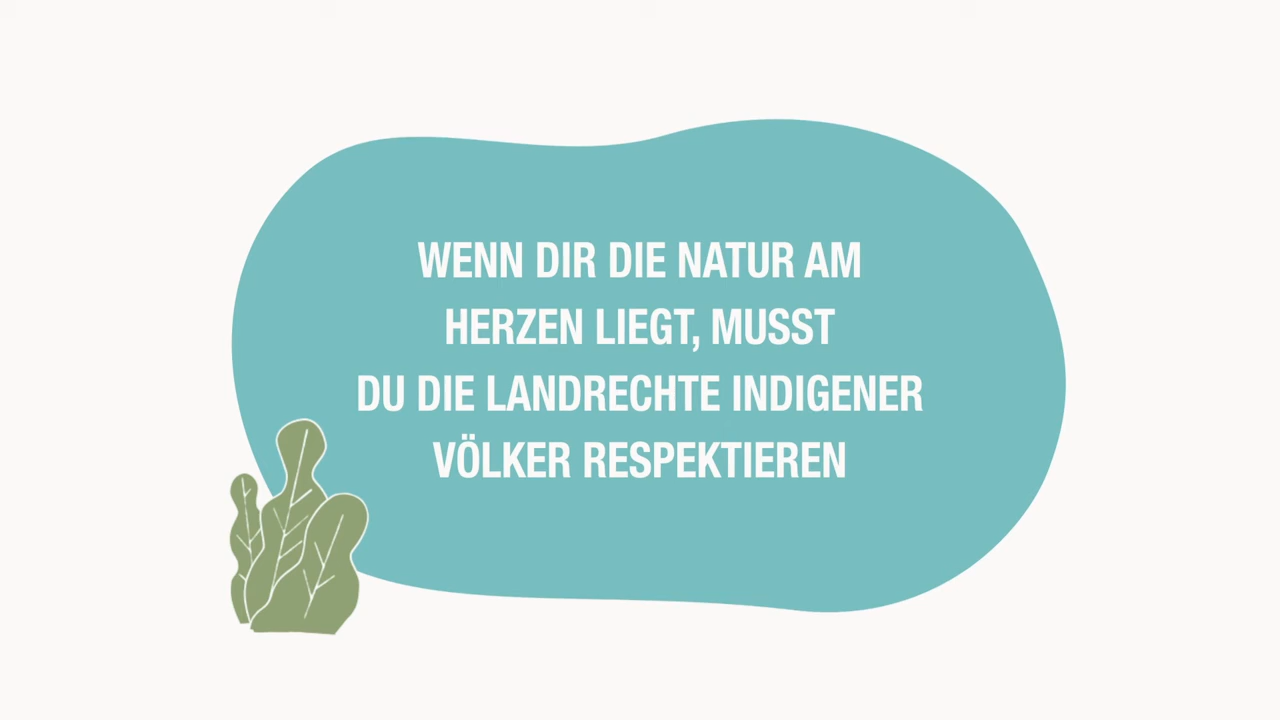 WENN DIR DIE NATUR AM
HERZEN LIEGT, MUSST
DU DIE LANDRECHTE INDIGENER
VÖLKER RESPEKTIEREN